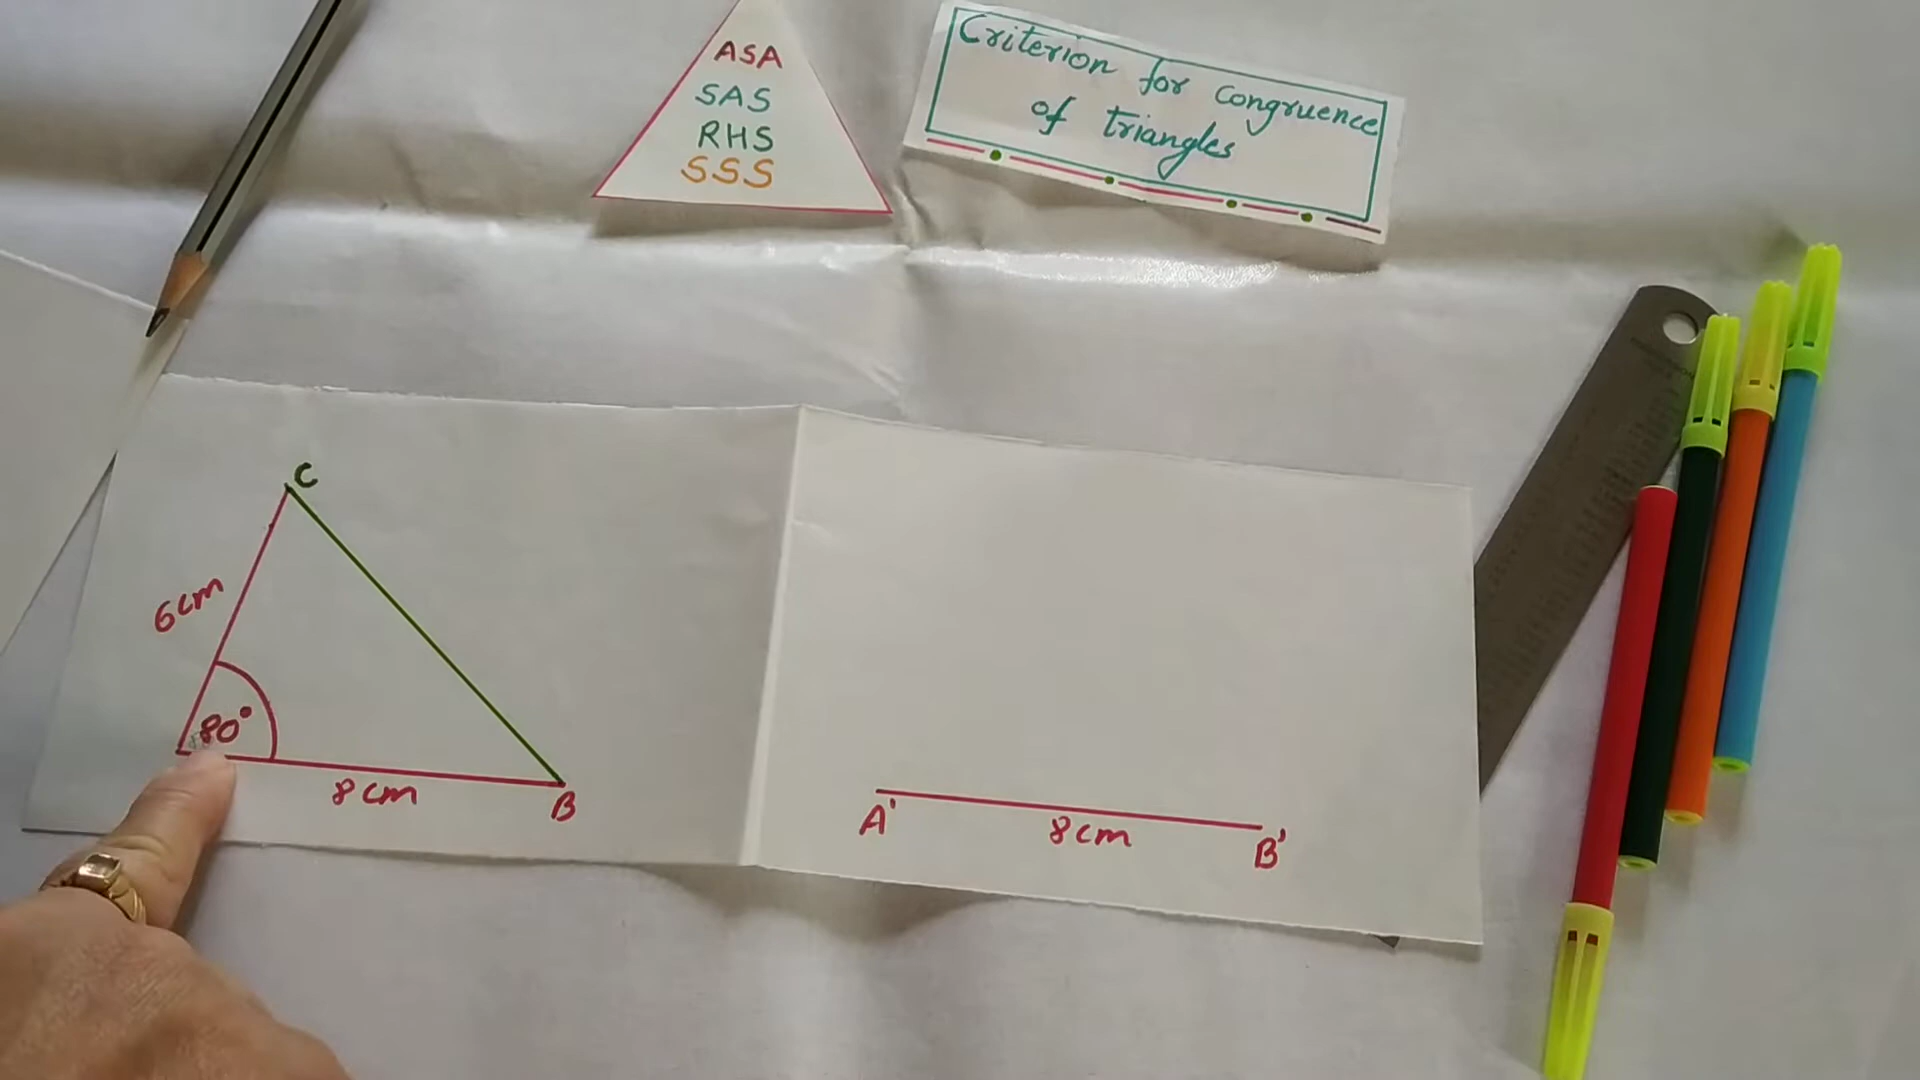 ASA
SAS
RHS
SSS
Criterion for congruence
of triangles
C
6cm
80°
8cm
B
A'
8cm
B'